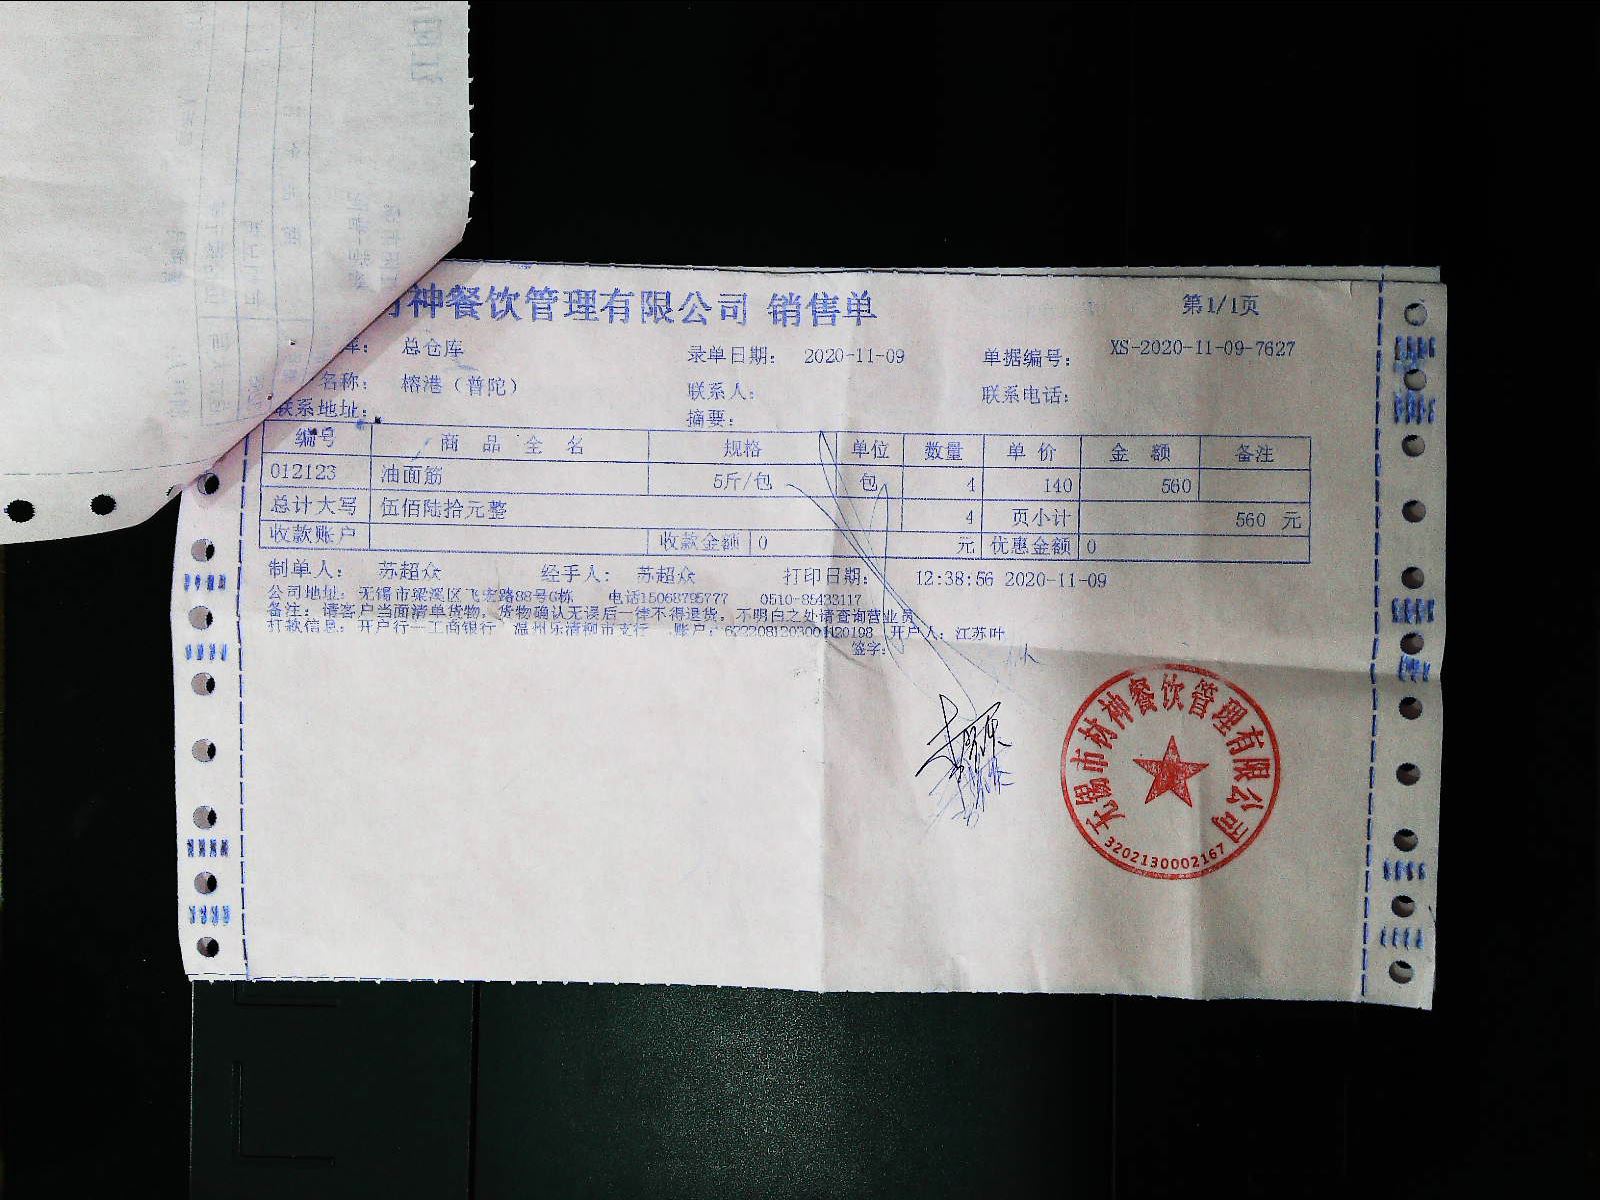 材神餐饮管理有限公司 销售单 第1/1页
库: 总仓库 录单日期: 2020-11-09 单据编号: XS-2020-11-09-7627
名称: 榕港（普陀） 联系人: 联系电话:
联系地址: 摘要:
编号 商品全名 规格 单位 数量 单价 金额 备注
012123 油面筋 5斤/包 包 4 140 560
总计大写 伍佰陆拾元整 4 页小计 560 元
收款账户 收款金额 0 元 优惠金额 0
制单人: 苏超众 经手人: 苏超众 打印日期: 12:38:56 2020-11-09
公司地址: 无锡市梁溪区飞宏路88号G栋 电话15068795777 0510-85433117
备注: 请客户当面清单货物, 货物确认无误后一律不得退货, 不明白之处请查询营业员
打款信息: 开户行一工商银行 温州乐清柳市支行 账户: 6222081203001120198 开户人: 江苏叶
签字:
无锡市材神餐饮管理有限公司
3202130002167